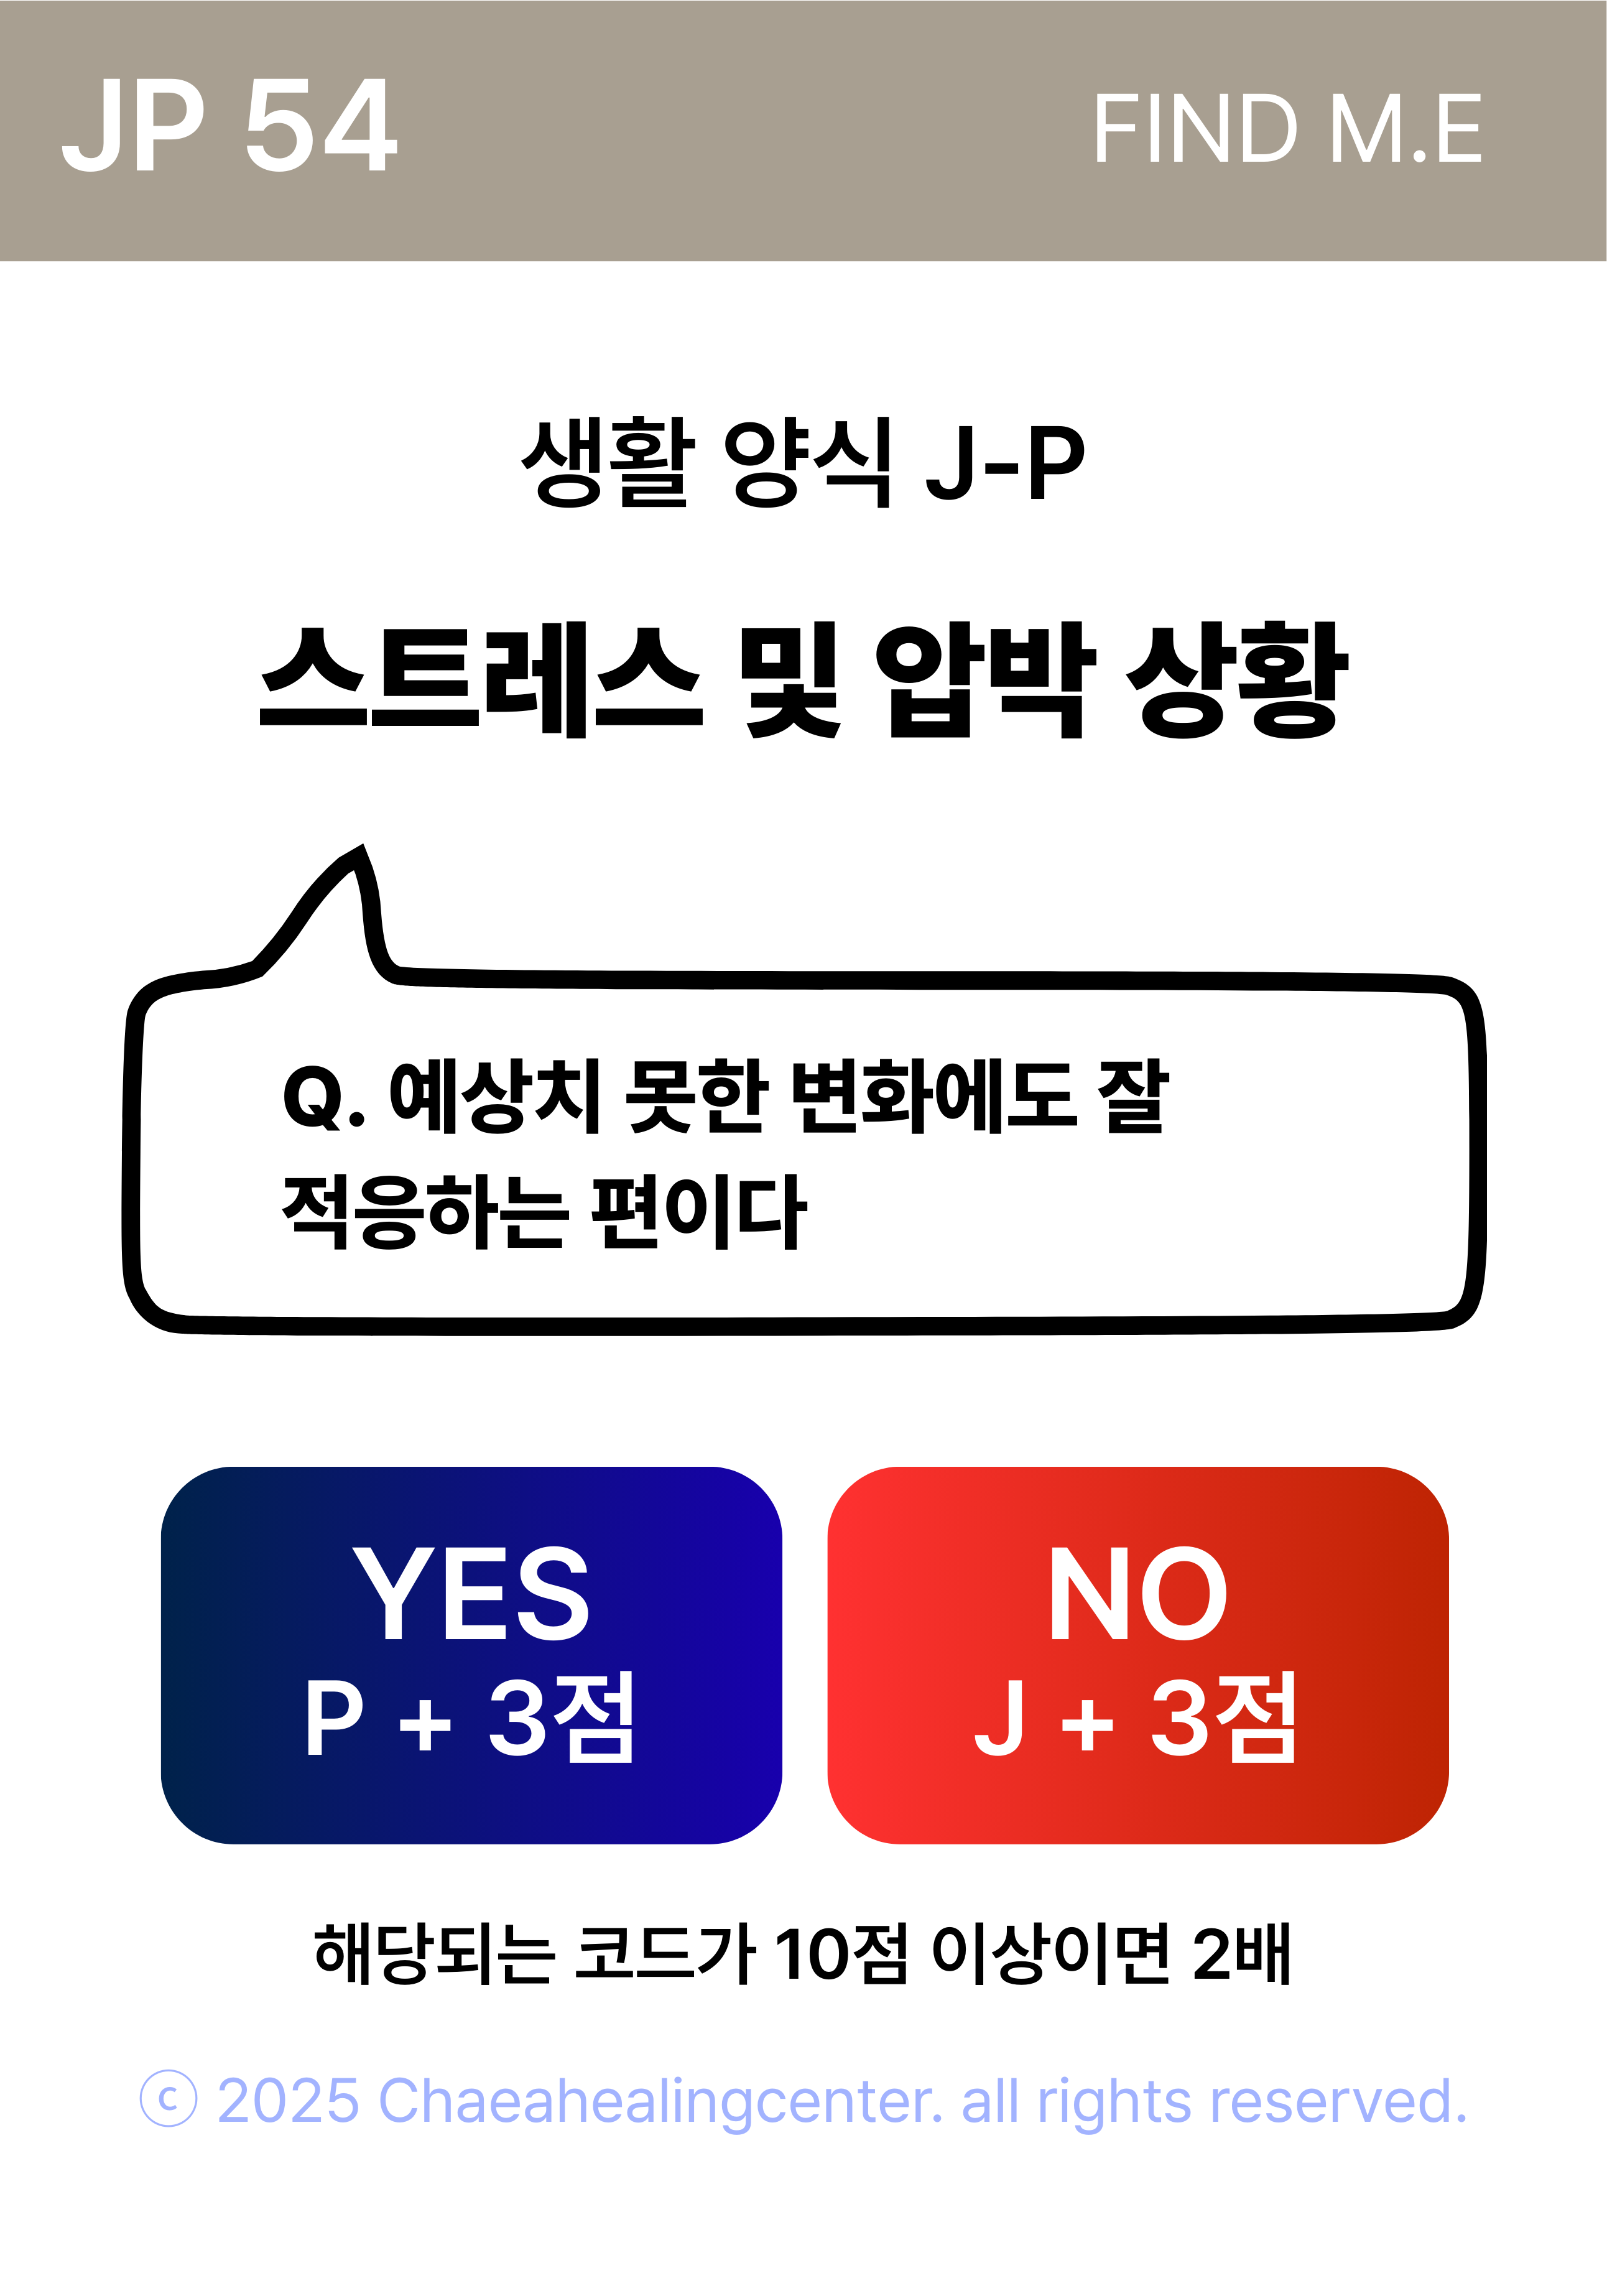 JP 54
FIND M.E
생활 양식 J-P
스트레스 및 압박 상황
Q. 예상치 못한 변화에도 잘
적응하는 편이다
YES
P + 3점
NO
J + 3점
해당되는 코드가 10점 이상이면 2배
ⓒ 2025 Chaeahealingcenter. all rights reserved.